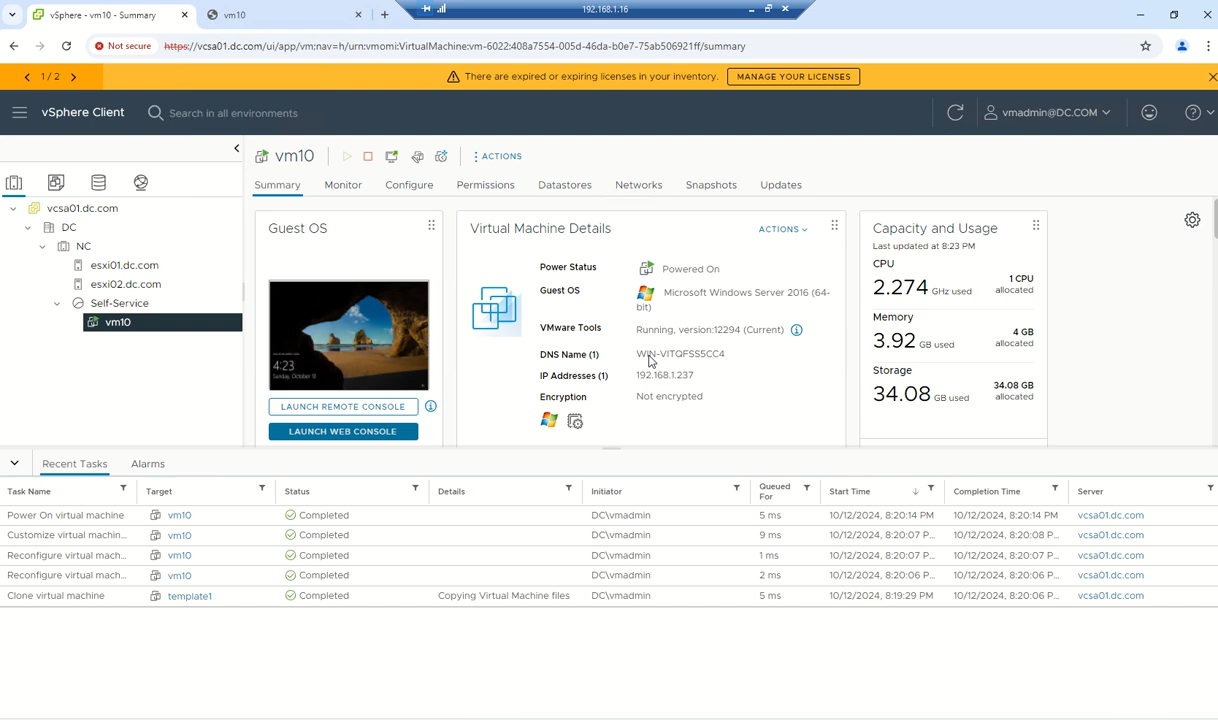 vSphere - vm10 - Summary
vm10
192.168.1.16
Not secure
https://vcsa01.dc.com/ui/app/vm;nav=h/urn:vmomi:VirtualMachine:vm-6022:408a7554-005d-46da-b0e7-75ab506921ff/summary
1 / 2
There are expired or expiring licenses in your inventory.
MANAGE YOUR LICENSES
vSphere Client
Search in all environments
vmadmin@DC.COM
vm10
ACTIONS
Summary
Monitor
Configure
Permissions
Datastores
Networks
Snapshots
Updates
vcsa01.dc.com
DC
NC
esxi01.dc.com
esxi02.dc.com
Self-Service
vm10
Guest OS
4:23
LAUNCH REMOTE CONSOLE
LAUNCH WEB CONSOLE
Virtual Machine Details
ACTIONS
Power Status Powered On
Guest OS Microsoft Windows Server 2016 (64-
bit)
VMware Tools Running, version:12294 (Current)
DNS Name (1) WIN-VITQFSS5CC4
IP Addresses (1) 192.168.1.237
Encryption Not encrypted
Capacity and Usage
Last updated at 8:23 PM
CPU
2.274 GHz used
1 CPU
allocated
Memory
3.92 GB used
4 GB
allocated
Storage
34.08 GB used
34.08 GB
allocated
Recent Tasks Alarms
Task Name Target Status Details Initiator Queued For Start Time Completion Time Server
Power On virtual machine vm10 Completed DC\vmadmin 5 ms 10/12/2024, 8:20:14 PM 10/12/2024, 8:20:14 PM vcsa01.dc.com
Customize virtual machin... vm10 Completed DC\vmadmin 9 ms 10/12/2024, 8:20:07 P... 10/12/2024, 8:20:08 P... vcsa01.dc.com
Reconfigure virtual mach... vm10 Completed DC\vmadmin 1 ms 10/12/2024, 8:20:07 P... 10/12/2024, 8:20:07 P... vcsa01.dc.com
Reconfigure virtual mach... vm10 Completed DC\vmadmin 2 ms 10/12/2024, 8:20:06 P... 10/12/2024, 8:20:06 P... vcsa01.dc.com
Clone virtual machine template1 Completed Copying Virtual Machine files DC\vmadmin 5 ms 10/12/2024, 8:19:29 PM 10/12/2024, 8:20:06 P... vcsa01.dc.com